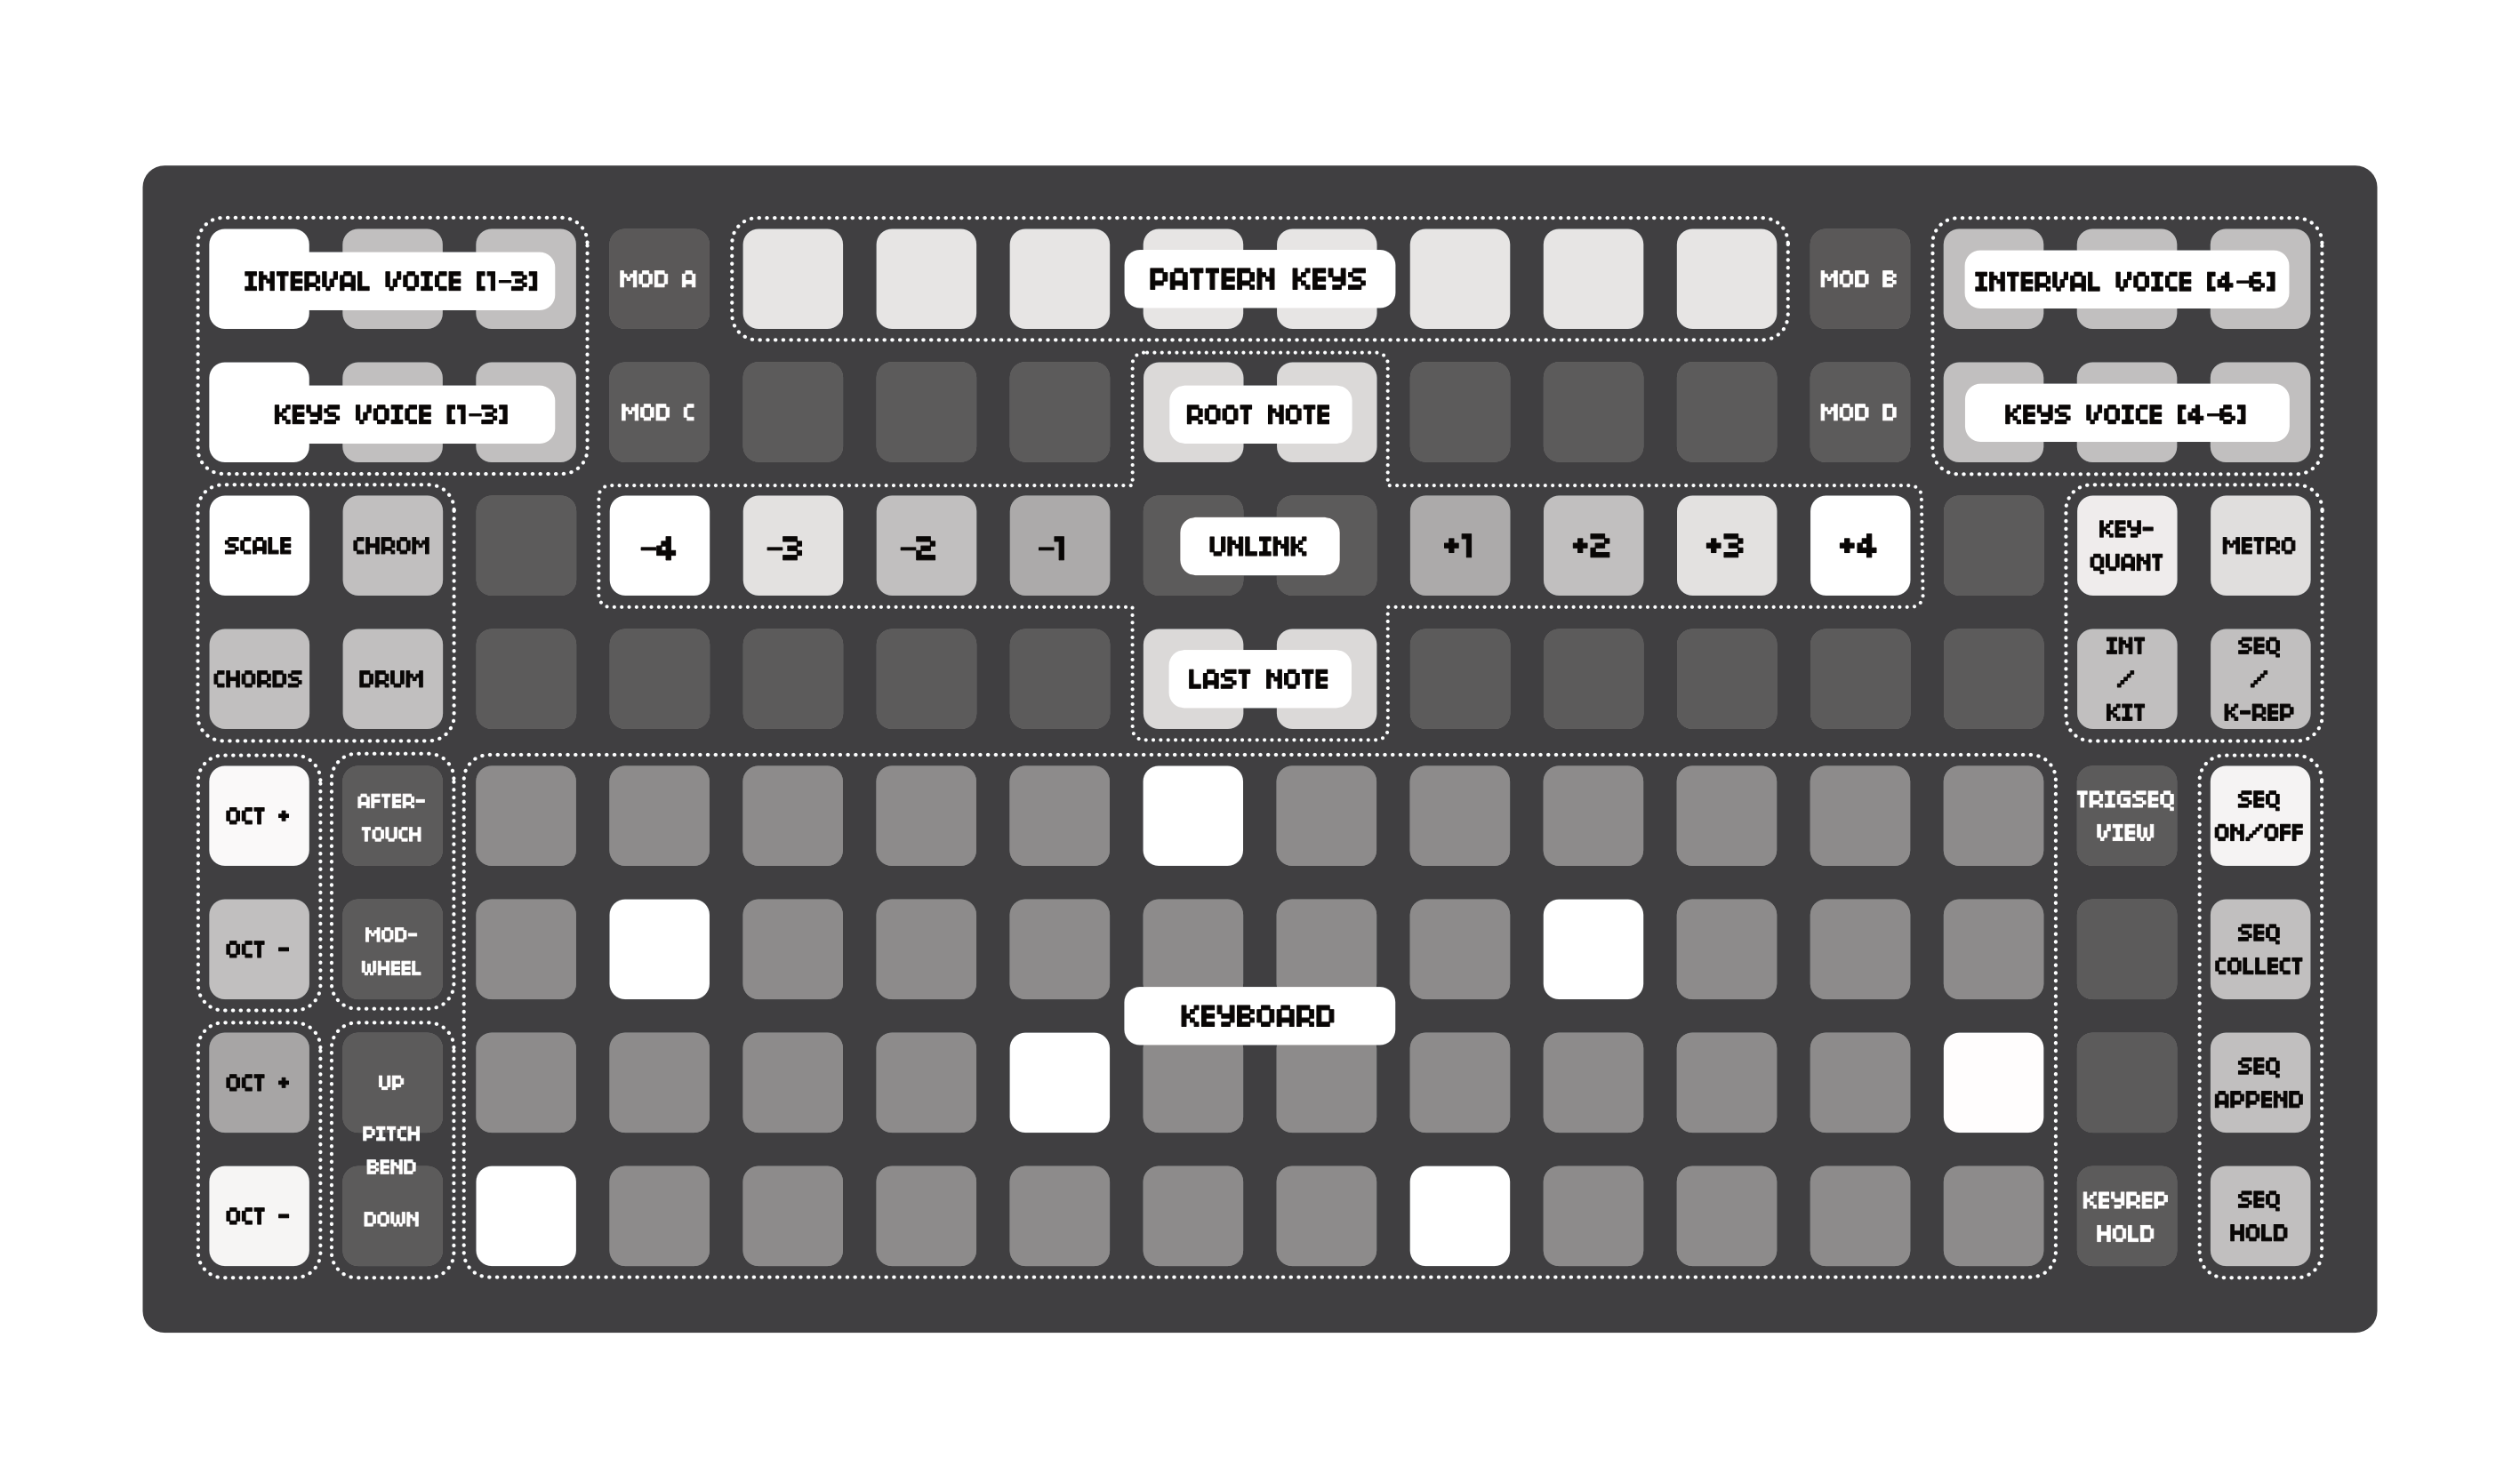 INTERVAL VOICE [1-3]
MOD A
PATTERN KEYS
MOD B
INTERVAL VOICE [4-6]
KEYS VOICE [1-3]
MOD C
ROOT NOTE
MOD D
KEYS VOICE [4-6]
SCALE
CHROM
-4
-3
-2
-1
UNLINK
+1
+2
+3
+4
KEY-
QUANT
METRO
CHORDS
DRUM
LAST NOTE
INT
/
KIT
SEQ
/
K-REP
OCT +
AFTER-
TOUCH
TRIGSEQ
VIEW
SEQ
ON/OFF
OCT -
MOD-
WHEEL
SEQ
COLLECT
KEYBOARD
OCT +
UP
SEQ
APPEND
PITCH
BEND
OCT -
DOWN
KEYREP
HOLD
SEQ
HOLD